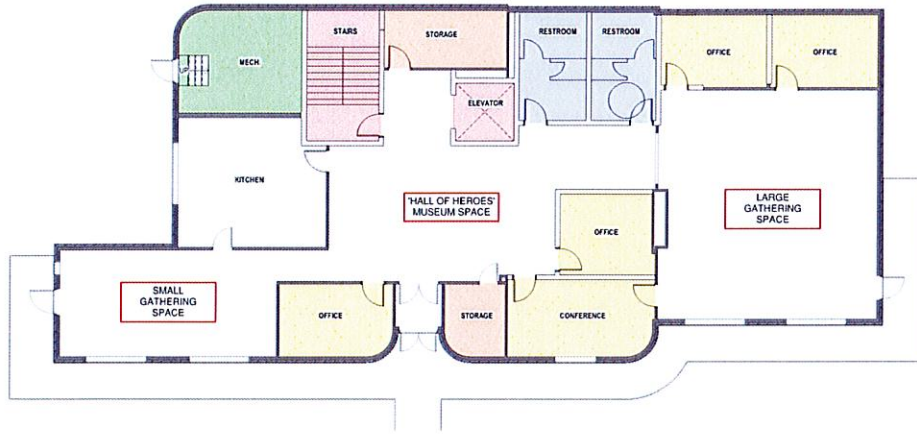 STAIRS
STORAGE
RESTROOM
RESTROOM
OFFICE
OFFICE
MECH.
ELEVATOR
KITCHEN
'HALL OF HEROES'
MUSEUM SPACE
LARGE
GATHERING
SPACE
OFFICE
SMALL
GATHERING
SPACE
OFFICE
STORAGE
CONFERENCE